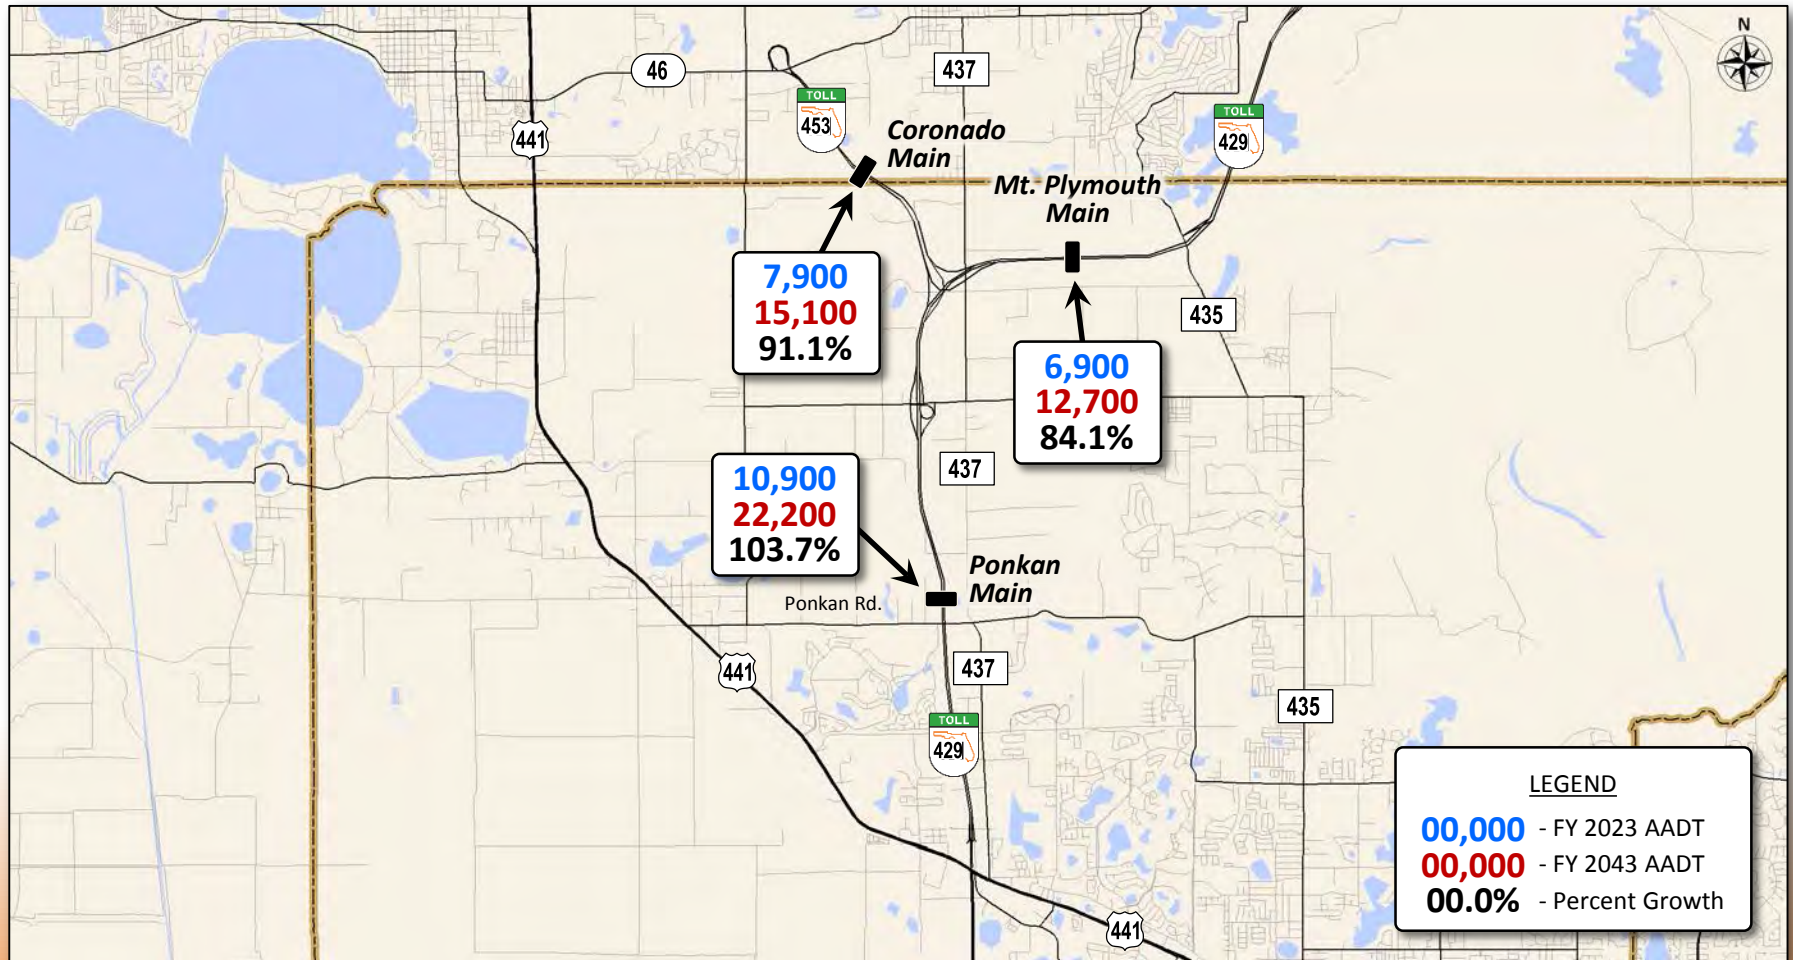 N
46
437
TOLL
453
441
Coronado
Main
TOLL
429
Mt. Plymouth
Main
7,900
15,100
91.1%
435
6,900
12,700
84.1%
437
10,900
22,200
103.7%
Ponkan
Main
Ponkan Rd.
441
437
435
TOLL
429
441
LEGEND
00,000 - FY 2023 AADT
00,000 - FY 2043 AADT
00.0% - Percent Growth